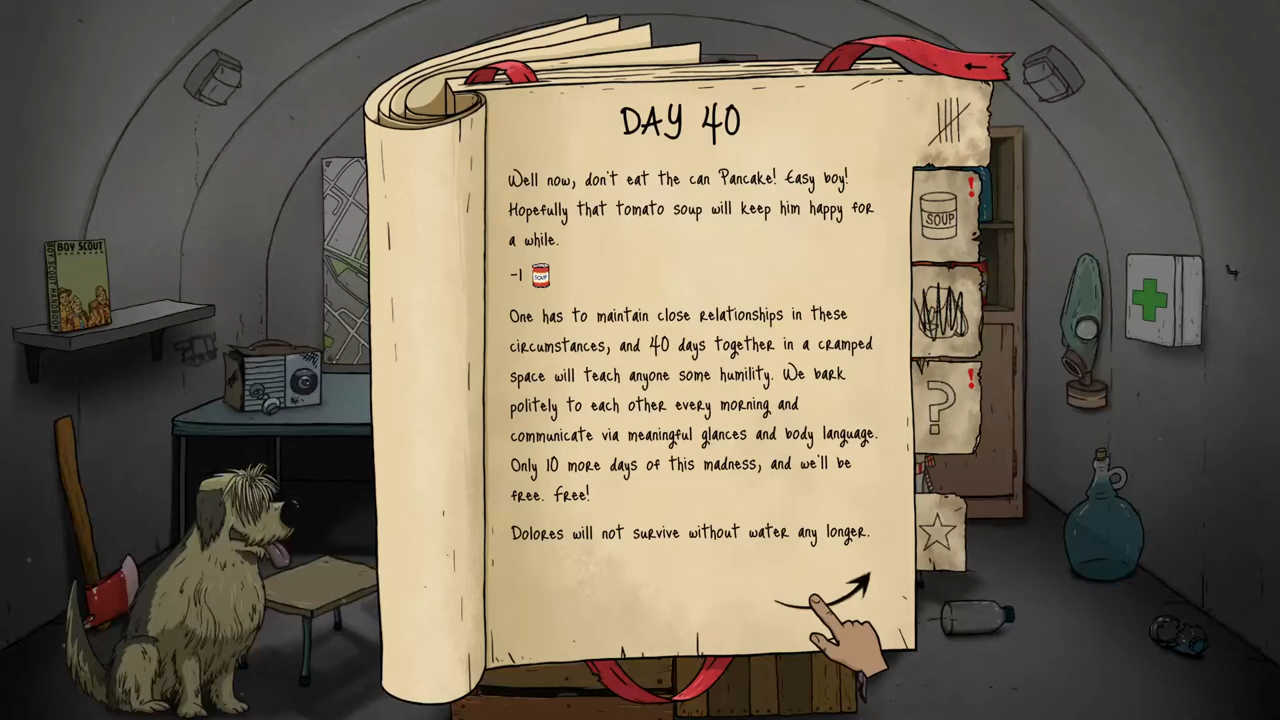 DAY 40
Well now, don't eat the can Pancake! Easy boy!
Hopefully that tomato soup will keep him happy for
a while.
-1 SOUP
One has to maintain close relationships in these
circumstances, and 40 days together in a cramped
space will teach anyone some humility. We bark
politely to each other every morning and
communicate via meaningful glances and body language.
Only 10 more days of this madness, and we'll be
free. Free!
Dolores will not survive without water any longer.
!
SOUP
!
?
BOY SCOUT
BOY SCOUT HANDBOOK